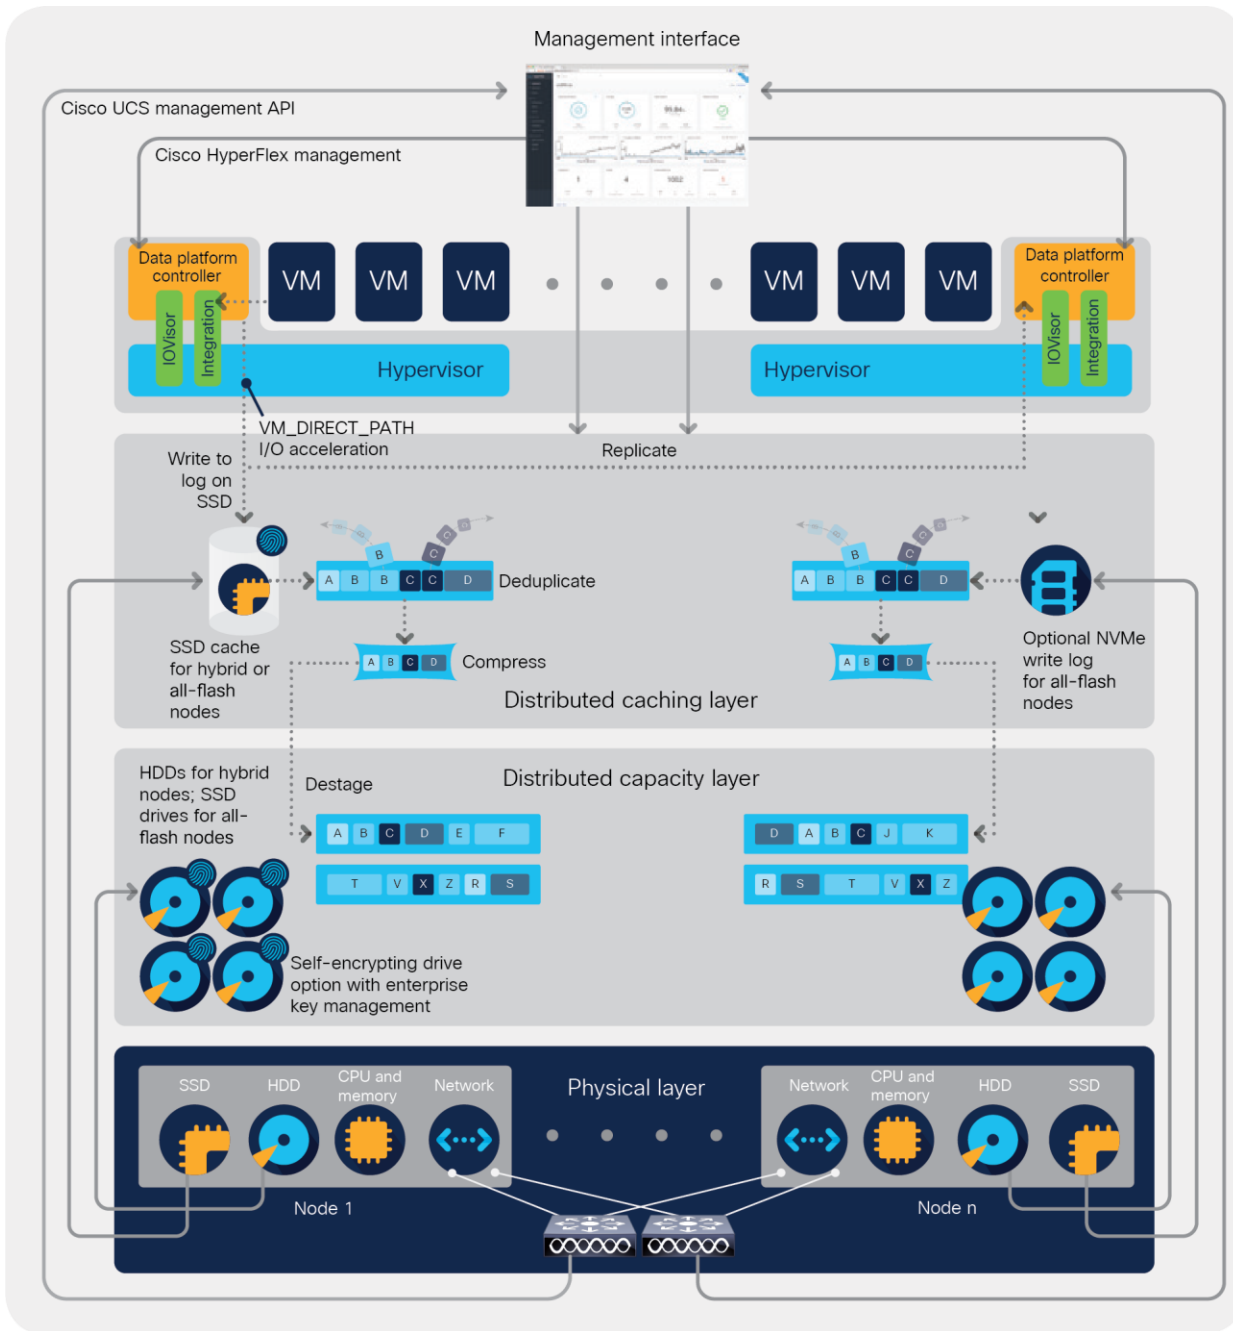 Management interface
Cisco UCS management API
Cisco HyperFlex management
Data platform
controller
IOVisor
Integration
VM
VM
VM
VM
VM
VM
Data platform
controller
IOVisor
Integration
Hypervisor
Hypervisor
VM_DIRECT_PATH
I/O acceleration
Replicate
Write to
log on
SSD
B
C
C
A B B C C D
Deduplicate
B
C
C
A B B C C D
A B C D
Compress
A B C D
SSD cache
for hybrid or
all-flash
nodes
Optional NVMe
write log
for all-flash
nodes
Distributed caching layer
HDDs for hybrid
nodes; SSD
drives for all-
flash nodes
Destage
Distributed capacity layer
A B C D E F
T V X Z R S
D A B C J K
R S T V X Z
Self-encrypting drive
option with enterprise
key management
Physical layer
SSD
HDD
CPU and
memory
Network
Node 1
Network
CPU and
memory
HDD
SSD
Node n